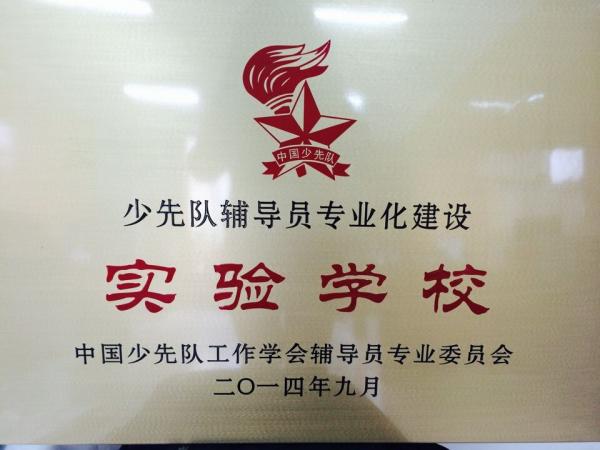 中国少先队
少先队辅导员专业化建设
实验学校
中国少先队工作学会辅导员专业委员会
二〇一四年九月